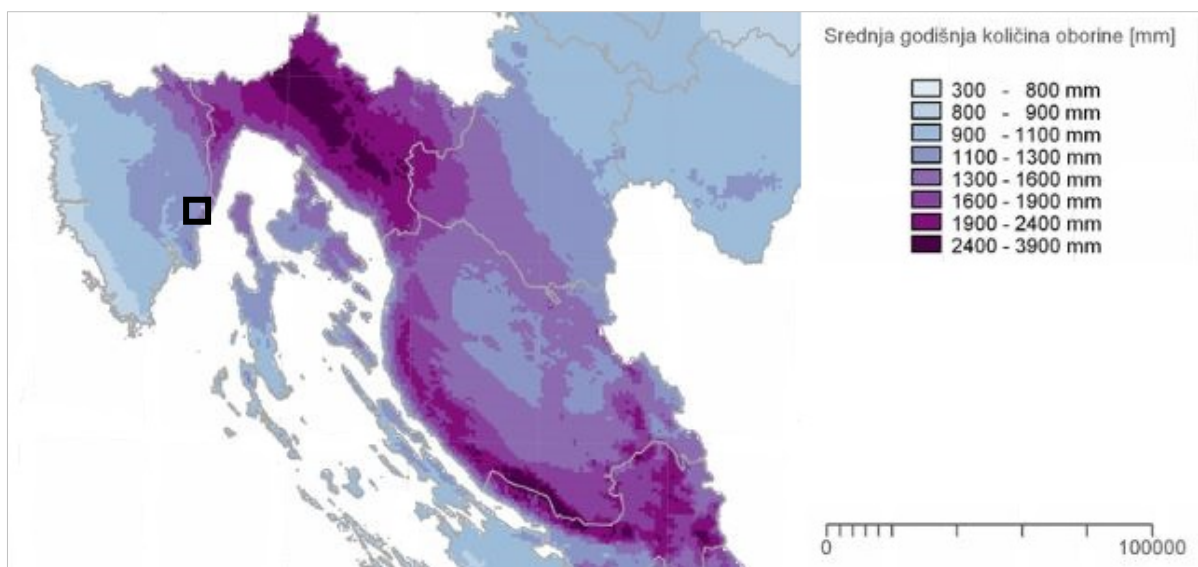 Srednja godišnja količina oborine [mm]
300 - 800 mm
800 - 900 mm
900 - 1100 mm
1100 - 1300 mm
1300 - 1600 mm
1600 - 1900 mm
1900 - 2400 mm
2400 - 3900 mm
0 100000